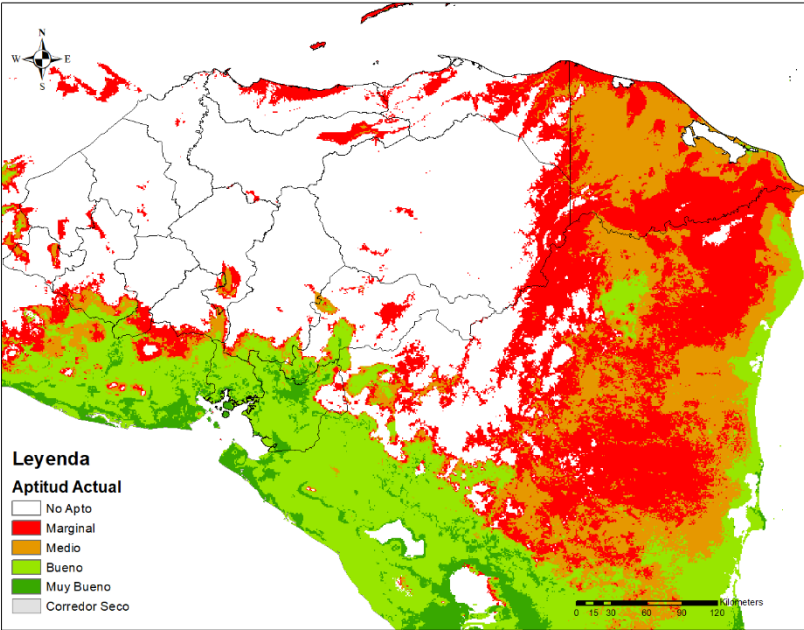 N
W E
S
Leyenda
Aptitud Actual
No Apto
Marginal
Medio
Bueno
Muy Bueno
Corredor Seco
Kilometers
0 15 30 60 90 120